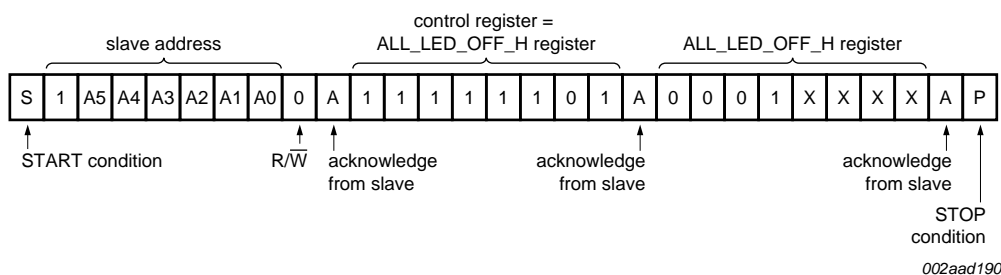 control register =
slave address ALL_LED_OFF_H register ALL_LED_OFF_H register
S 1 A5 A4 A3 A2 A1 A0 0 A 1 1 1 1 1 1 0 1 A 0 0 0 1 X X X X A P
START condition R/W̅ acknowledge acknowledge acknowledge
from slave from slave from slave
STOP
condition
002aad190